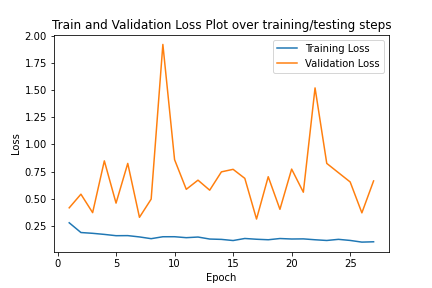 Train and Validation Loss Plot over training/testing steps
2.00
1.75
1.50
1.25
1.00
0.75
0.50
0.25
Loss
Training Loss
Validation Loss
0 5 10 15 20 25
Epoch